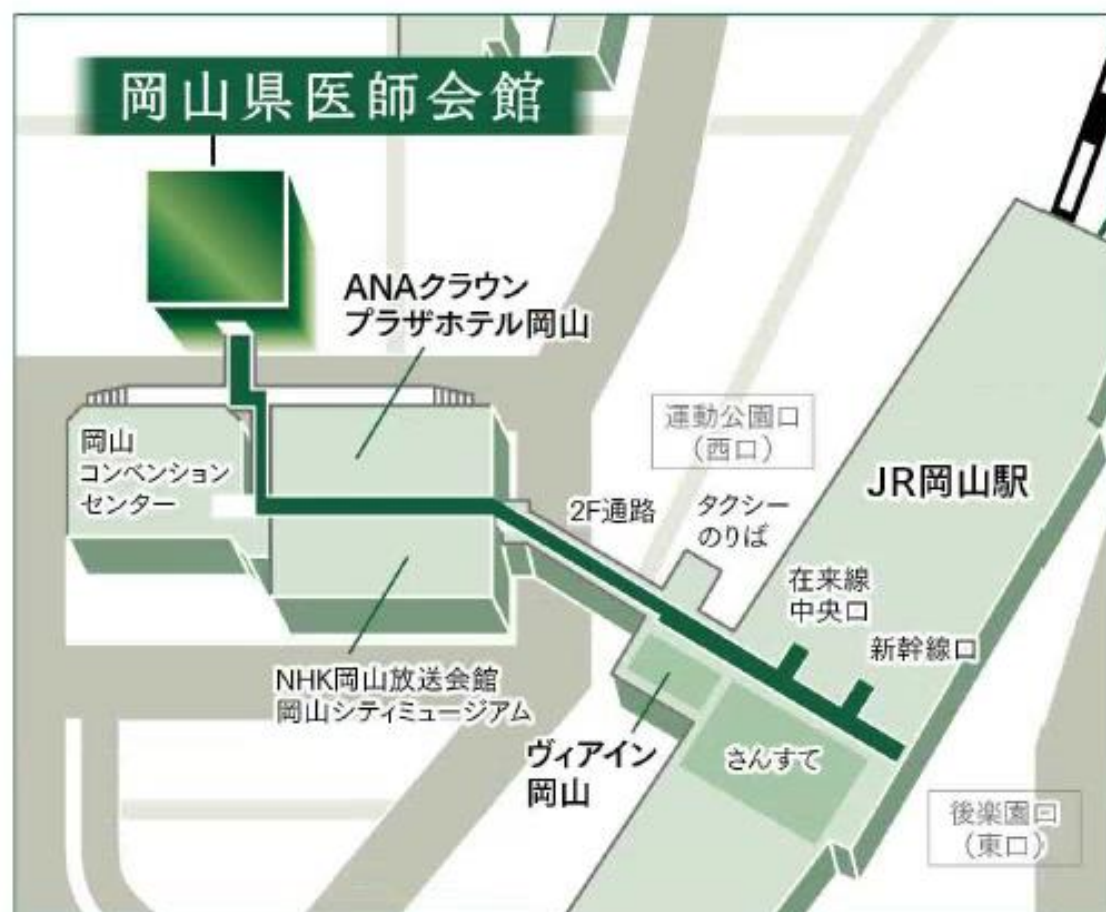 岡山県医師会館
ANAクラウン
プラザホテル岡山
運動公園口
（西口）
岡山
コンベンション
センター
2F通路
タクシー
のりば
JR岡山駅
在来線
中央口
新幹線口
NHK岡山放送会館
岡山シティミュージアム
ヴィアイン
岡山
さんすて
後楽園口
（東口）